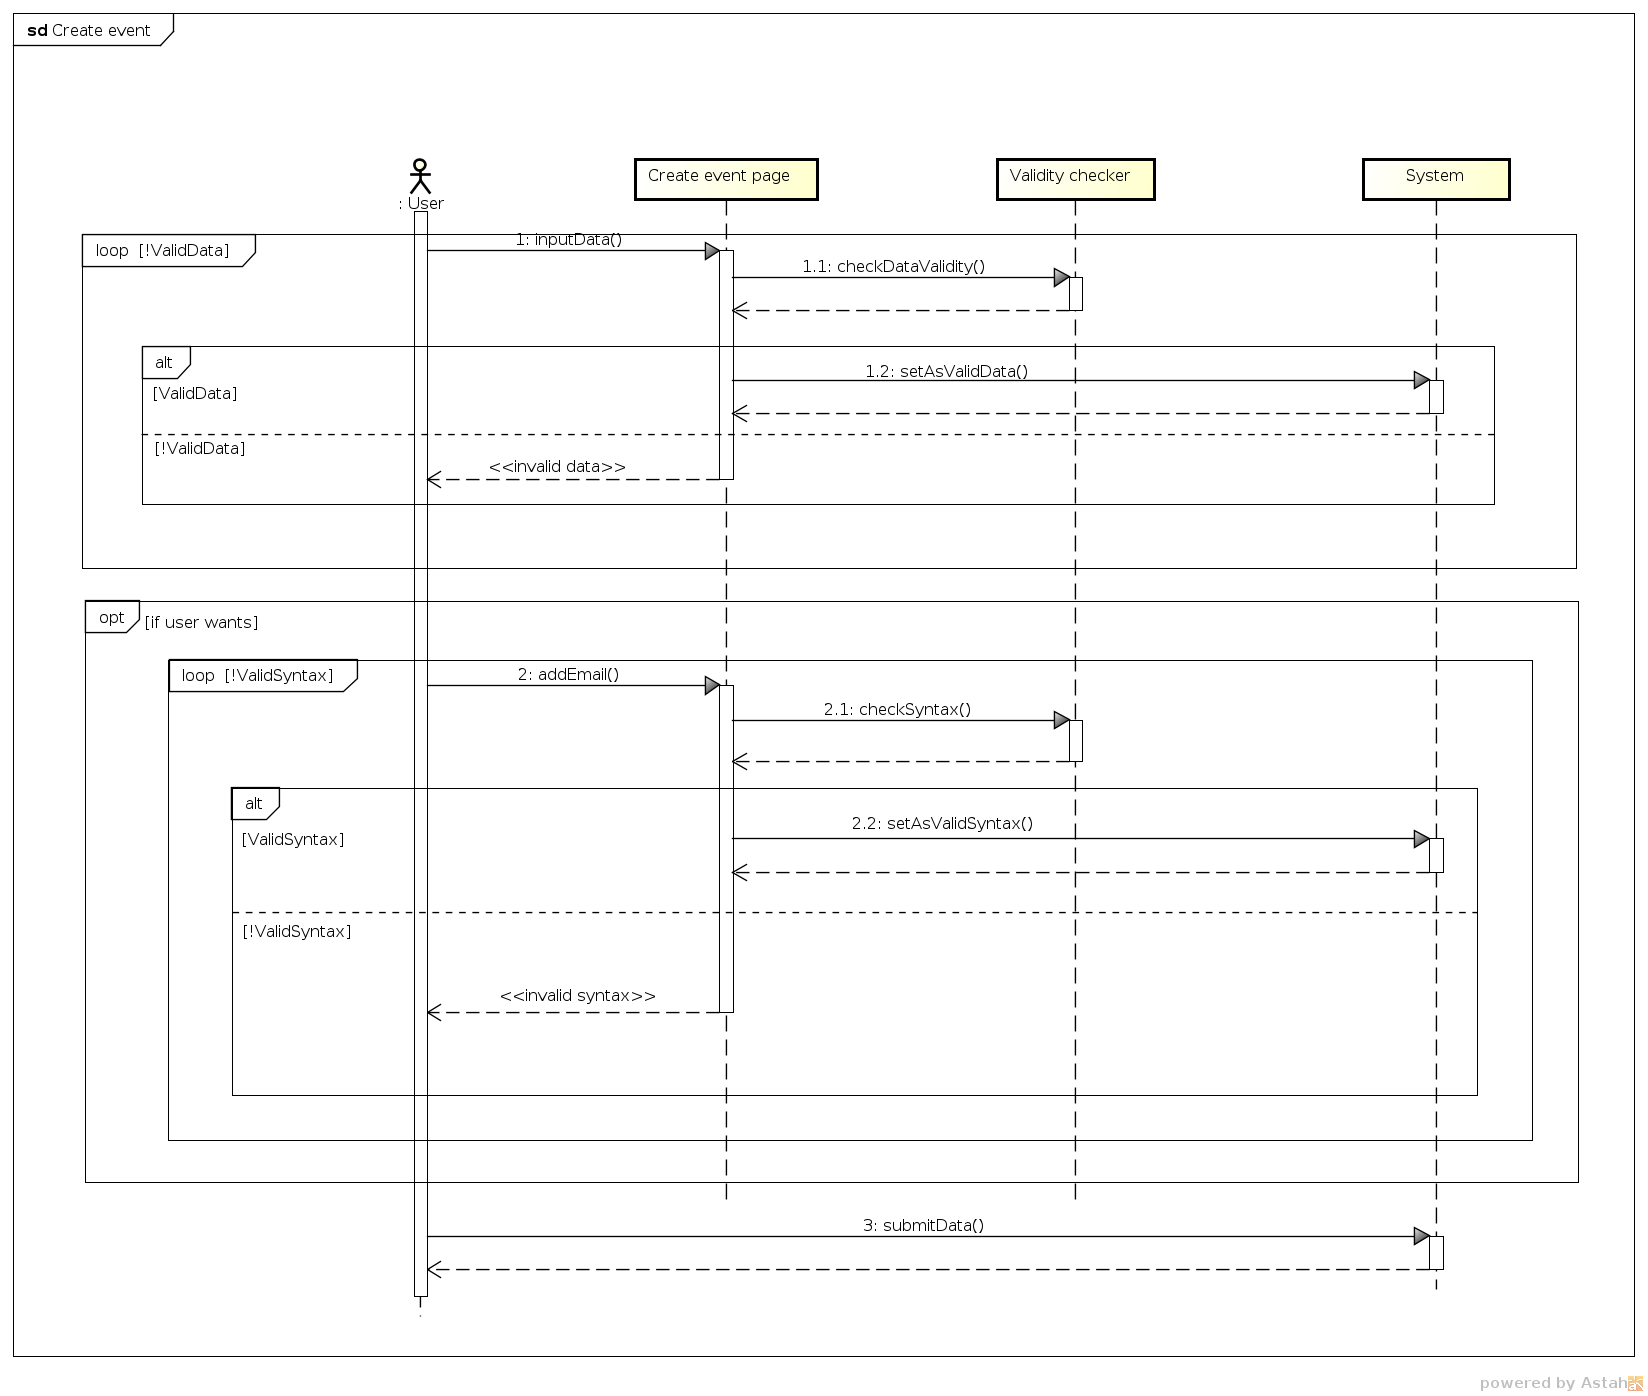 sd Create event
: User
Create event page
Validity checker
System
loop [!ValidData]
1: inputData()
1.1: checkDataValidity()
alt
[ValidData]
1.2: setAsValidData()
[!ValidData]
<<invalid data>>
opt
[if user wants]
loop [!ValidSyntax]
2: addEmail()
2.1: checkSyntax()
alt
[ValidSyntax]
2.2: setAsValidSyntax()
[!ValidSyntax]
<<invalid syntax>>
3: submitData()
powered by Astah